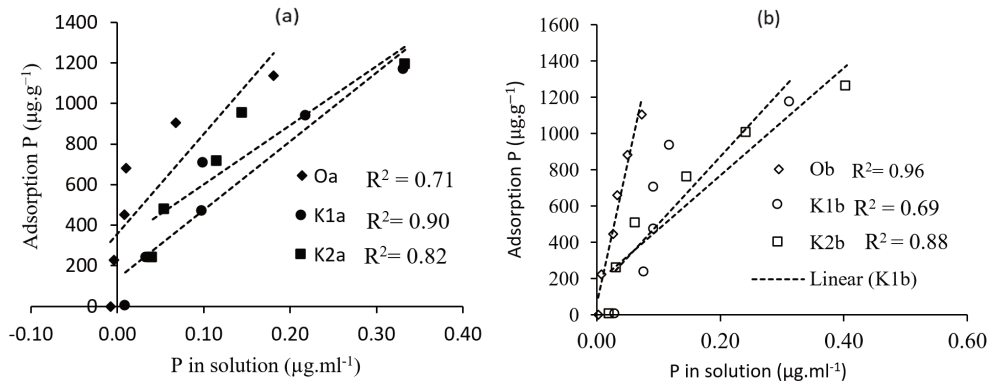 (a)
1400
1200
1000
800
600
400
200
0
-0.10
0.00
0.10
0.20
0.30
0.40
Adsorption P (µg.g⁻¹)
P in solution (µg.ml⁻¹)
Oa R² = 0.71
K1a R²= 0.90
K2a R²= 0.82
(b)
1600
1400
1200
1000
800
600
400
200
0
0.00
0.20
0.40
0.60
Adsorption P (µg.g⁻¹)
P in solution (µg.ml⁻¹)
Ob R²= 0.96
K1b R² = 0.69
K2b R² = 0.88
Linear (K1b)